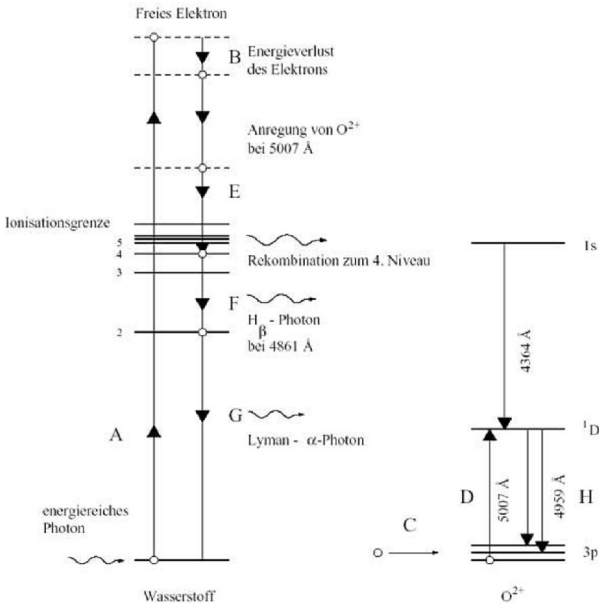 Freies Elektron
B
Energieverlust
des Elektrons
Anregung von O²⁺
bei 5007 Å
E
Ionisationsgrenze
5
4
3
Rekombination zum 4. Niveau
F
H β - Photon
bei 4861 Å
2
G
Lyman - α-Photon
A
energiereiches
Photon
Wasserstoff
1s
4364 Å
¹D
D
5007 Å
4959 Å
H
C
3p
O²⁺